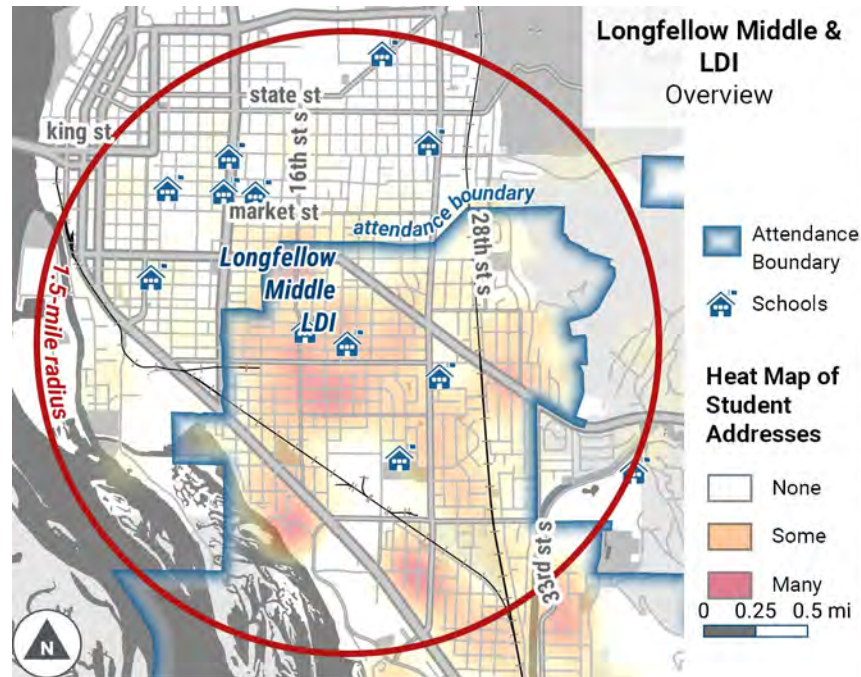 Longfellow Middle &
LDI
Overview
state st
king st
16th st s
market st
attendance boundary
28th st s
Longfellow
Middle
LDI
1.5-mile radius
33rd st s
N
Attendance
Boundary
Schools
Heat Map of
Student
Addresses
None
Some
Many
0 0.25 0.5 mi